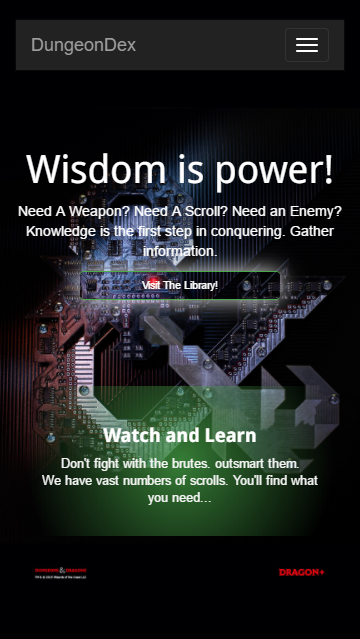 DungeonDex
Wisdom is power!
Need A Weapon? Need A Scroll? Need an Enemy?
Knowledge is the first step in conquering. Gather
information.
Visit The Library!
Watch and Learn
Don't fight with the brutes. outsmart them.
We have vast numbers of scrolls. You'll find what
you need...
DUNGEONS & DRAGONS
DRAGON+